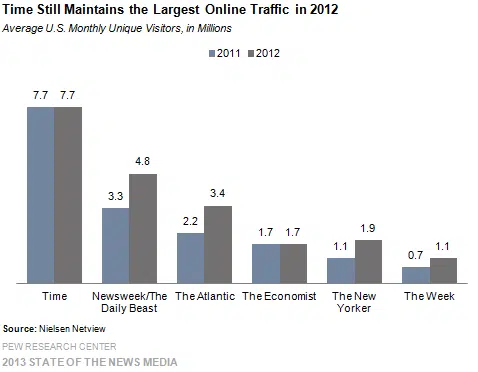 Time Still Maintains the Largest Online Traffic in 2012
Average U.S. Monthly Unique Visitors, in Millions
2011 2012
7.7 7.7
4.8
3.3
3.4
2.2
1.7 1.7
1.9
1.1
0.7
1.1
Time
Newsweek/The
Daily Beast
The Atlantic
The Economist
The New
Yorker
The Week
Source: Nielsen Netview
PEW RESEARCH CENTER
2013 STATE OF THE NEWS MEDIA